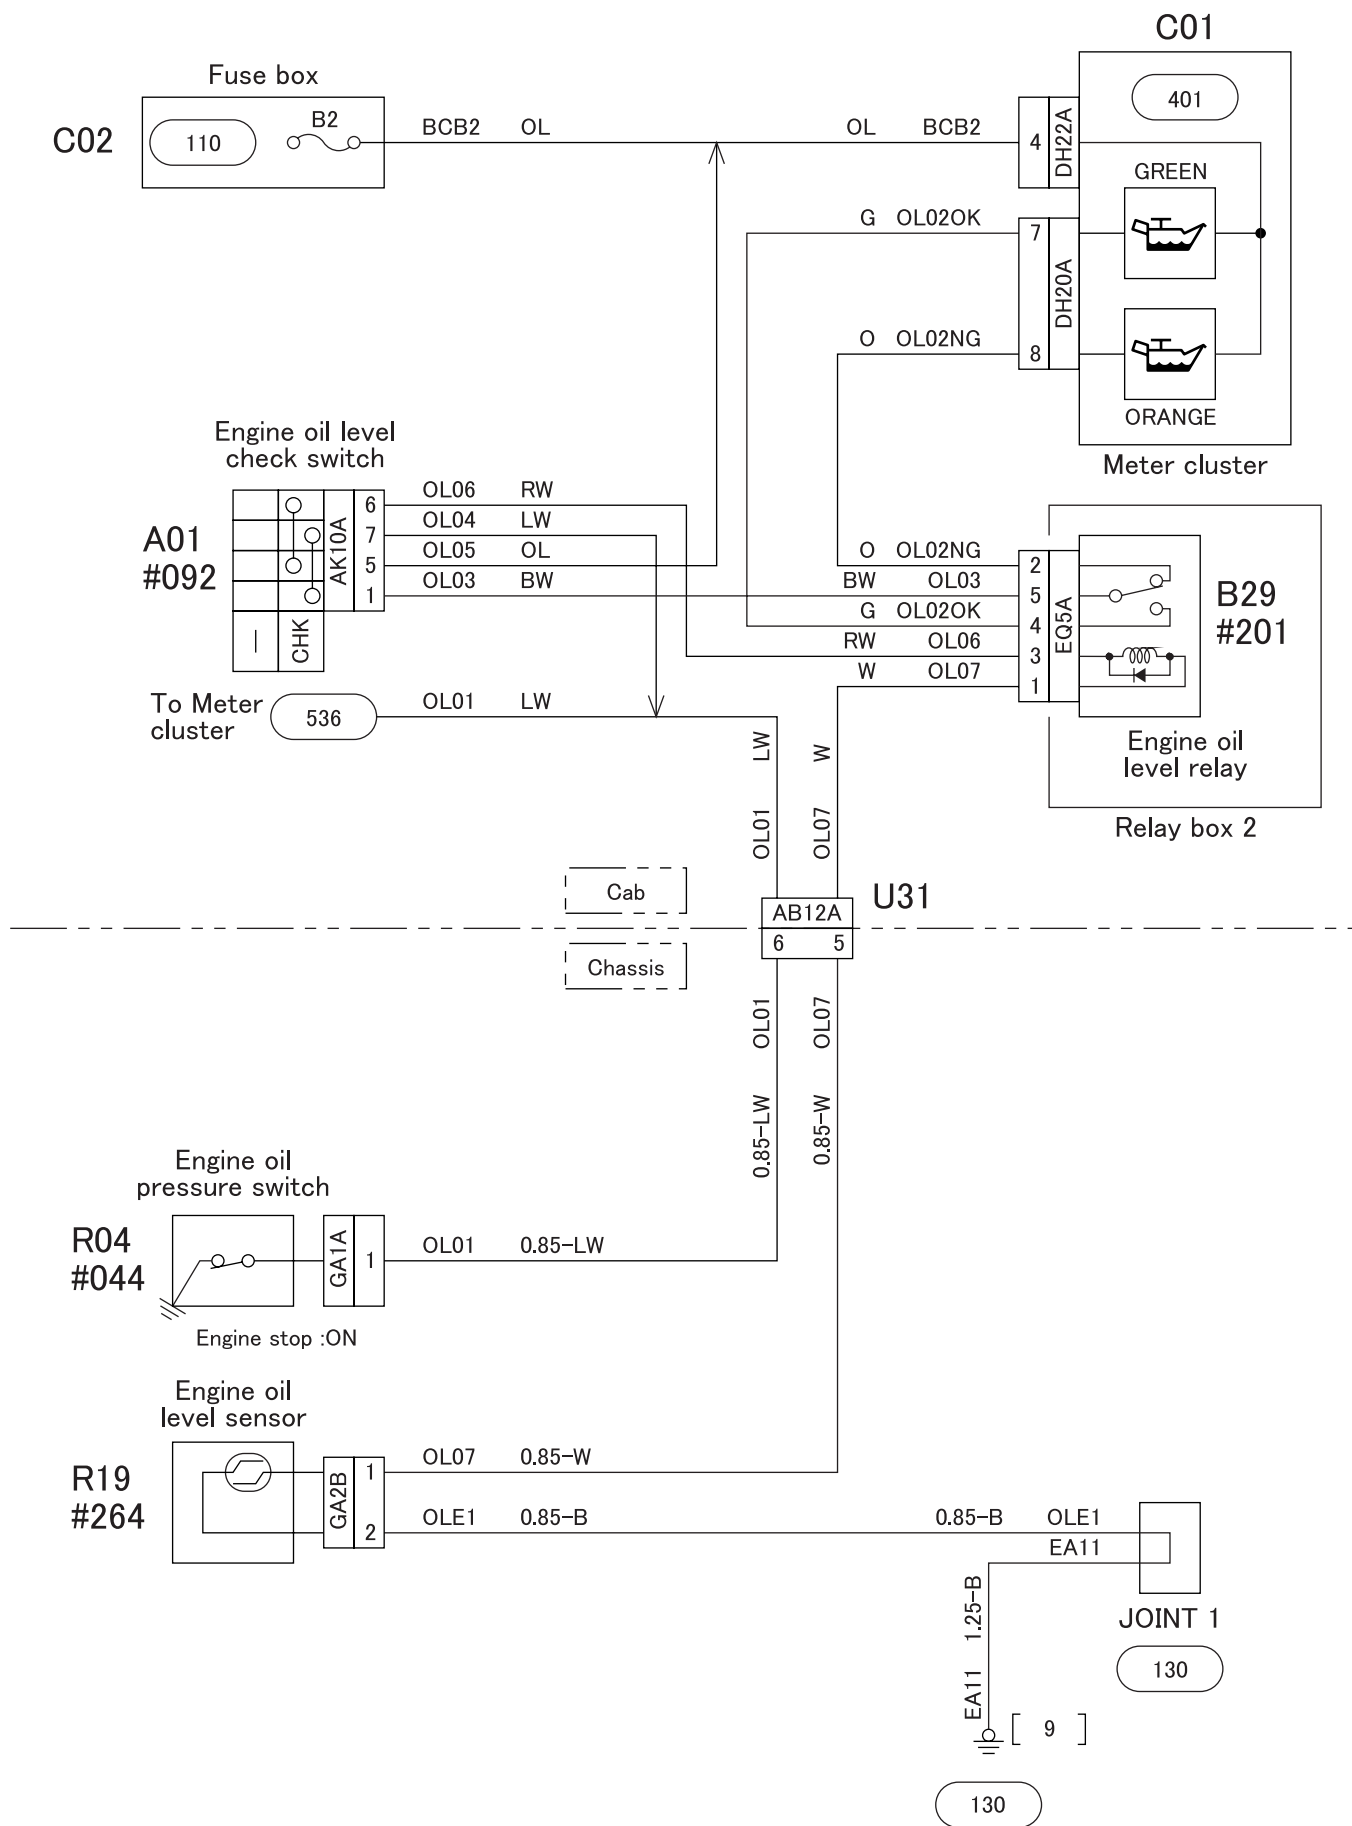 C01
Fuse box
401
C02
110
B2
BCB2 OL
OL BCB2
4
DH22A
GREEN
G OL02OK
7
DH20A
O OL02NG
8
ORANGE
Meter cluster
Engine oil level
check switch
A01
#092
CHK
—
AK10A
6
7
5
1
OL06 RW
OL04 LW
OL05 OL
OL03 BW
O OL02NG
BW OL03
G OL02OK
RW OL06
W OL07
2
5
4
3
1
EQ5A
B29
#201
Engine oil
level relay
Relay box 2
To Meter
cluster
536
OL01 LW
LW
W
OL01
OL07
Cab
AB12A
U31
6 5
Chassis
OL01
OL07
0.85-LW
0.85-W
Engine oil
pressure switch
R04
#044
GA1A
1
OL01 0.85-LW
Engine stop :ON
Engine oil
level sensor
R19
#264
GA2B
1
2
OL07 0.85-W
OLE1 0.85-B
0.85-B OLE1
EA11
1.25-B
EA11
JOINT 1
130
[ 9 ]
130